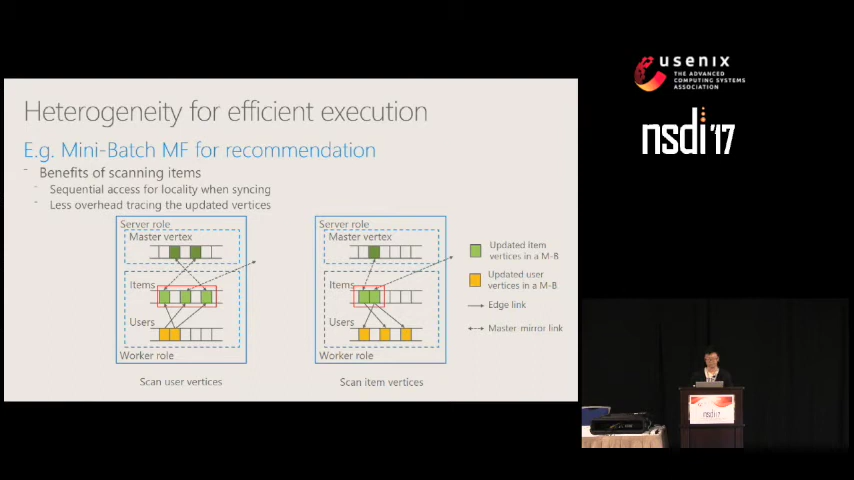 Heterogeneity for efficient execution
E.g. Mini-Batch MF for recommendation
Benefits of scanning items
Sequential access for locality when syncing
Less overhead tracing the updated vertices
Server role
Master vertex
Items
Users
Worker role
Scan user vertices
Server role
Master vertex
Items
Users
Worker role
Scan item vertices
Updated item
vertices in a M-B
Updated user
vertices in a M-B
Edge link
Master-mirror link
usenix
THE ADVANCED
COMPUTING SYSTEMS
ASSOCIATION
nsdi '17
nsdi'17